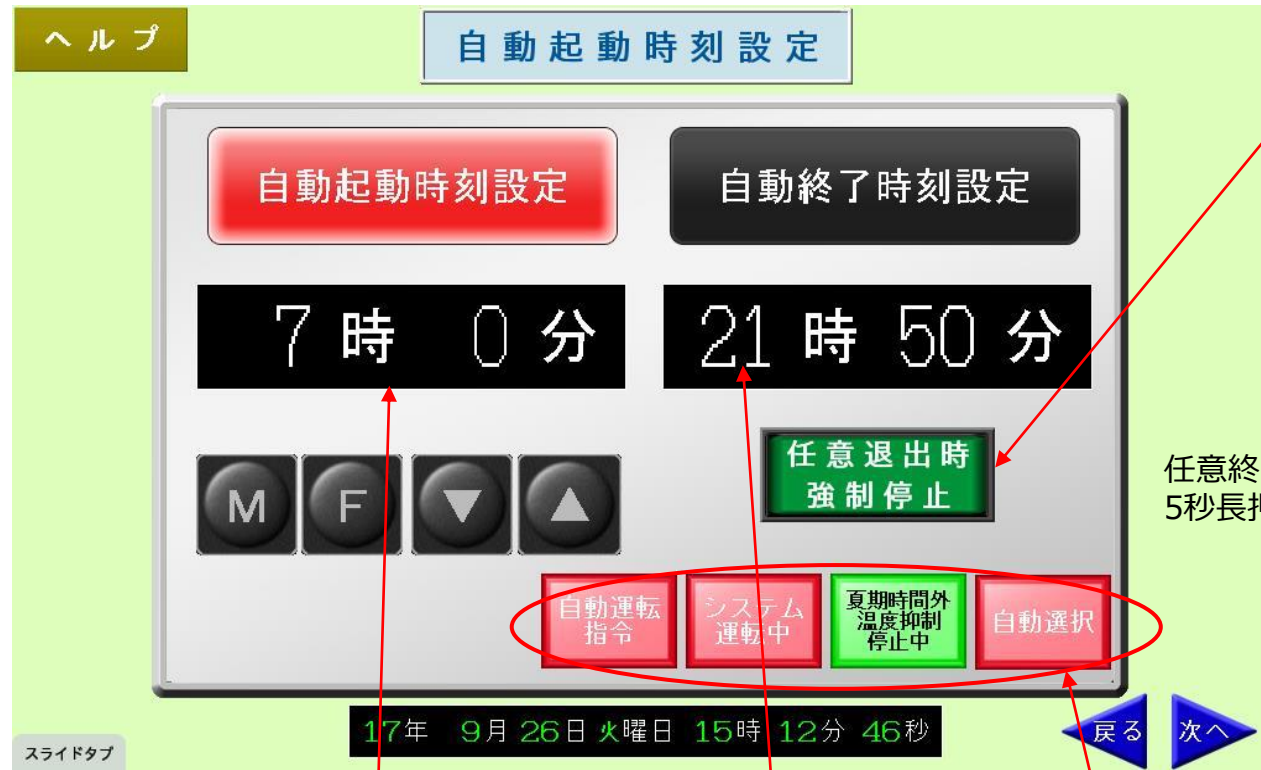 ヘルプ
自動起動時刻設定
自動起動時刻設定
自動終了時刻設定
7時 0分
21時 50分
任意退出時
強制停止
任意終
5秒長押
M F ▼ ▲
自動運転
指令
システム
運転中
夏期時間外
温度抑制
停止中
自動選択
17年 9月26日火曜日 15時12分46秒
戻る
次へ
スライドタブ